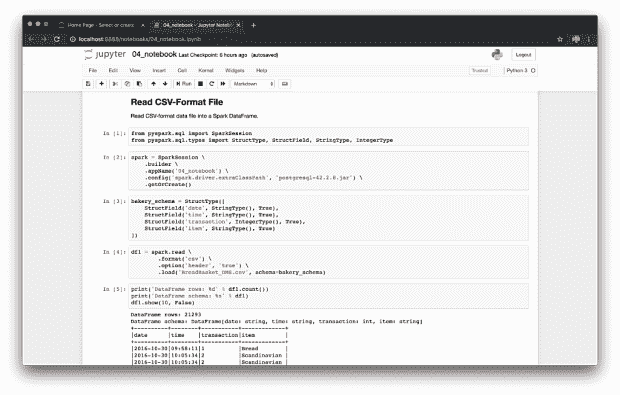 Home Page - Select or create
04_notebook - Jupyter Notebook
localhost:8888/notebooks/04_notebook.ipynb
jupyter 04_notebook Last Checkpoint: 6 hours ago (autosaved)
Logout
File Edit View Insert Cell Kernel Widgets Help
Trusted Python 3
Run Markdown
Read CSV-Format File
Read CSV-format data file into a Spark DataFrame.
In [1]: from pyspark.sql import SparkSession
from pyspark.sql.types import StructType, StructField, StringType, IntegerType
In [2]: spark = SparkSession \
.builder \
.appName('04_notebook') \
.config('spark.driver.extraClassPath', 'postgresql-42.2.8.jar') \
.getOrCreate()
In [3]: bakery_schema = StructType([
StructField('date', StringType(), True),
StructField('time', StringType(), True),
StructField('transaction', IntegerType(), True),
StructField('item', StringType(), True)
])
In [4]: df1 = spark.read \
.format('csv') \
.option('header', 'true') \
.load('BreadBasket_DMS.csv', schema=bakery_schema)
In [5]: print('DataFrame rows: %d' % df1.count())
print('DataFrame schema: %s' % df1)
df1.show(10, False)
DataFrame rows: 21293
DataFrame schema: DataFrame[date: string, time: string, transaction: int, item: string]
+----------+--------+-----------+-------------+
|date |time |transaction|item |
+----------+--------+-----------+-------------+
|2016-10-30|09:58:11|1 |Bread |
|2016-10-30|10:05:34|2 |Scandinavian |
|2016-10-30|10:05:34|2 |Scandinavian |